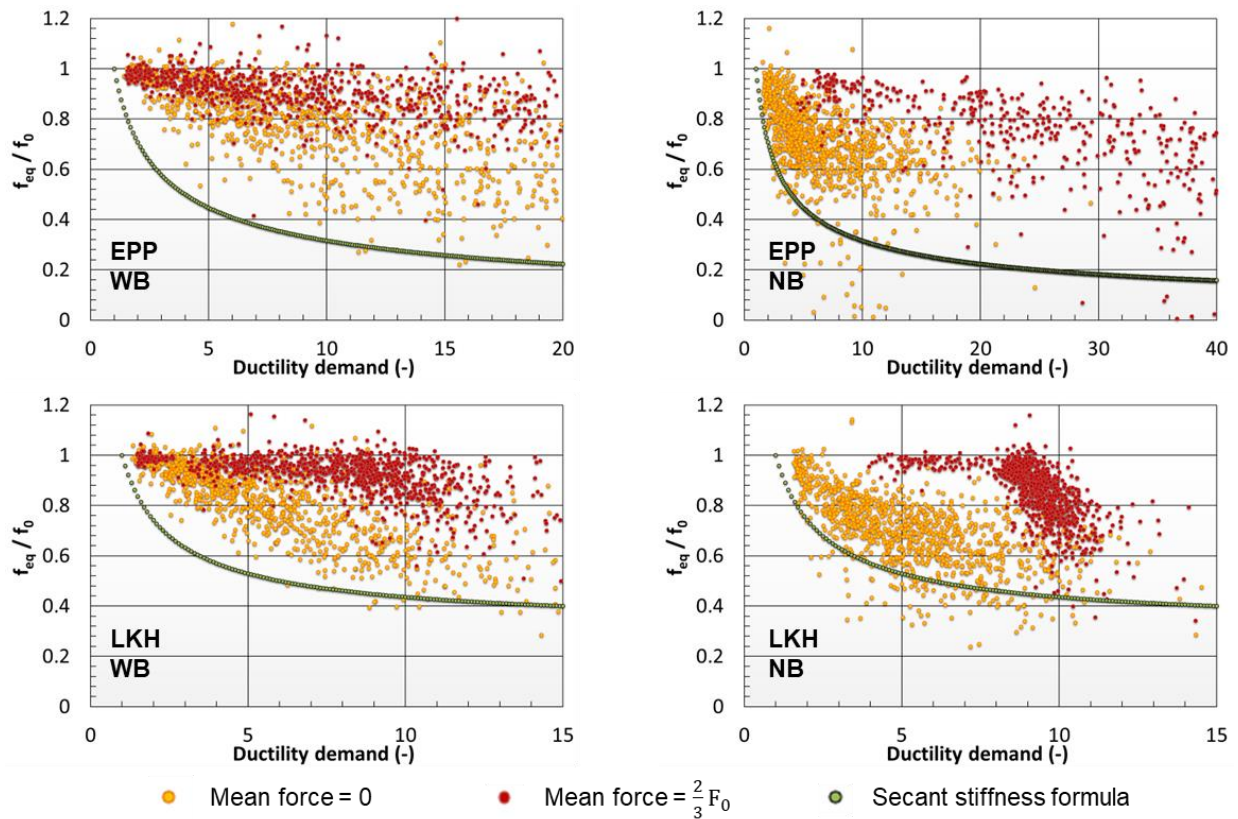 1.2
1
0.8
0.6
0.4
0.2
0
f_eq / f_0
EPP
WB
0 5 10 15 20
Ductility demand (-)
1.2
1
0.8
0.6
0.4
0.2
0
f_eq / f_0
EPP
NB
0 10 20 30 40
Ductility demand (-)
1.2
1
0.8
0.6
0.4
0.2
0
f_eq / f_0
LKH
WB
0 5 10 15
Ductility demand (-)
1.2
1
0.8
0.6
0.4
0.2
0
f_eq / f_0
LKH
NB
0 5 10 15
Ductility demand (-)
Mean force = 0 Mean force = 2/3 F_0 Secant stiffness formula